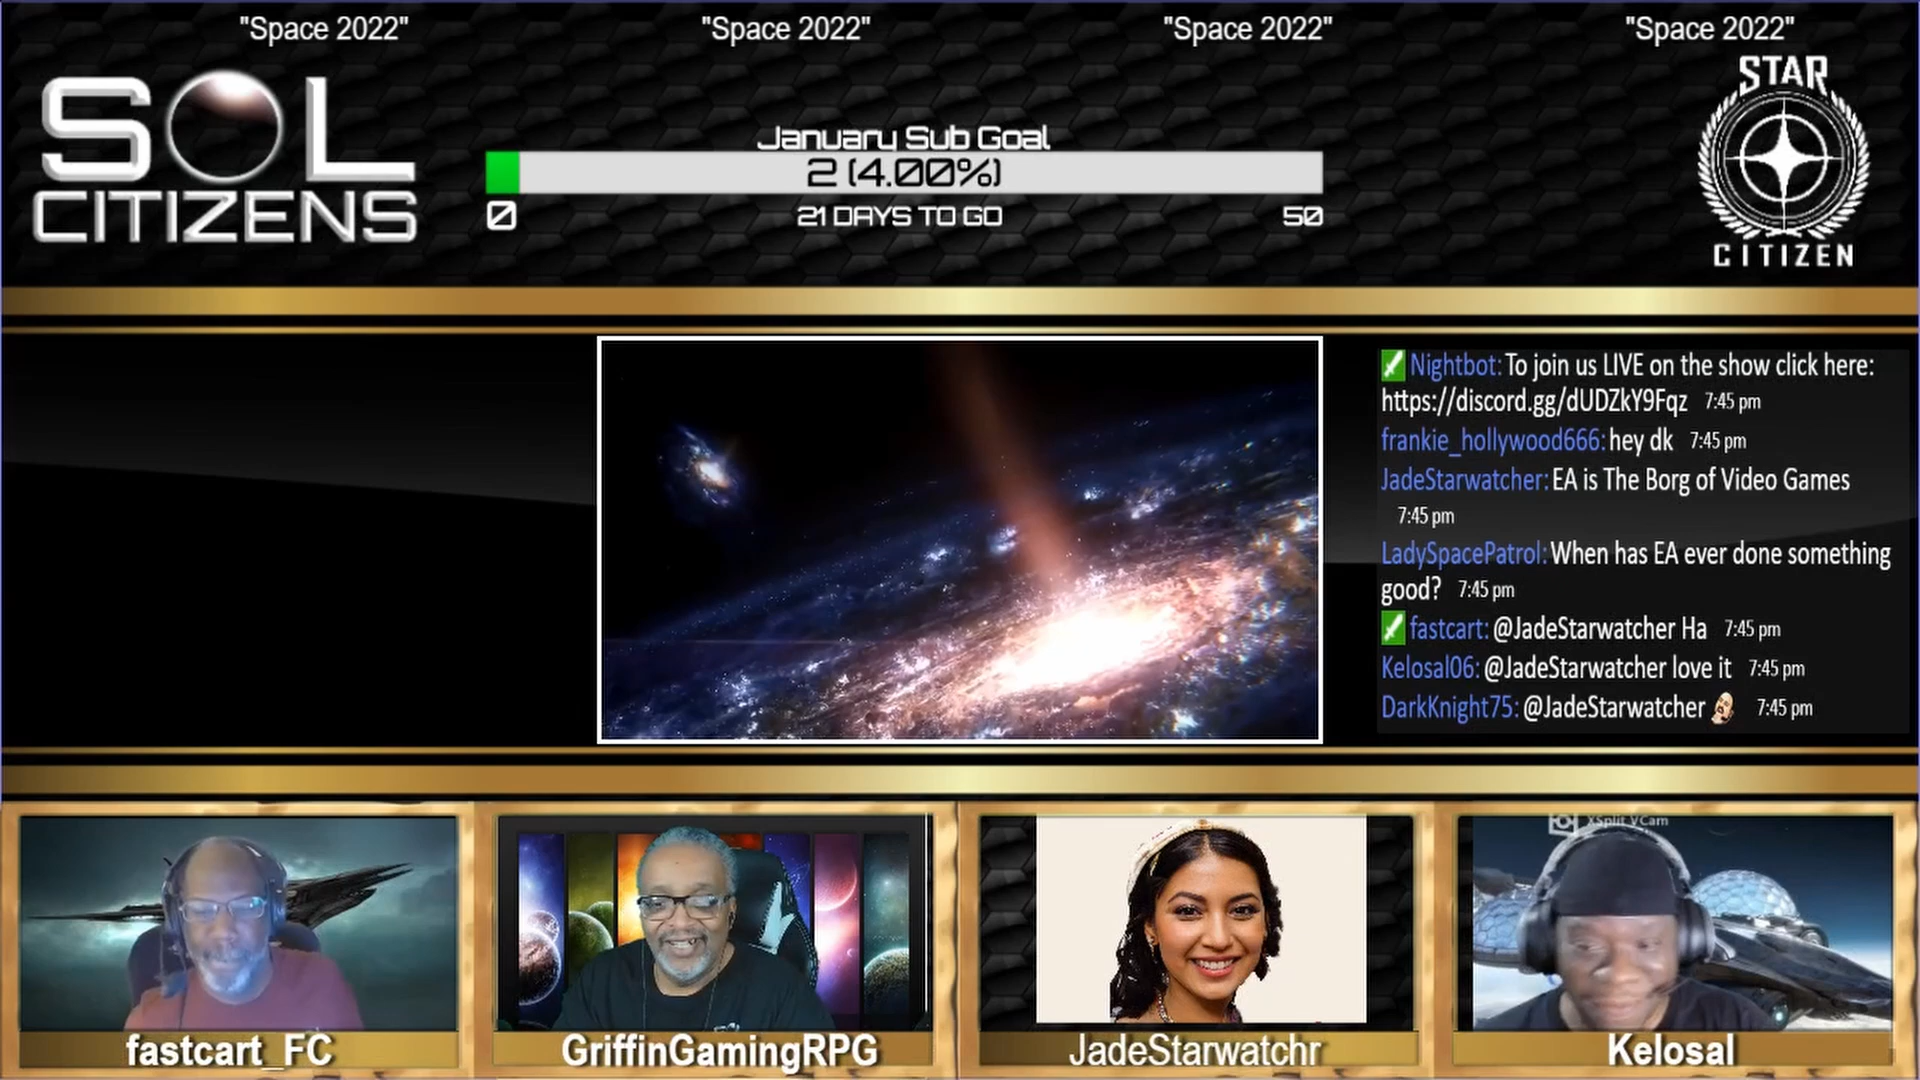 "Space 2022" "Space 2022" "Space 2022" "Space 2022"
SOL
CITIZENS
January Sub Goal
2 (4.00%)
0 21 DAYS TO GO 50
STAR
CITIZEN
Nightbot: To join us LIVE on the show click here:
https://discord.gg/dUDZkY9Fqz 7:45 pm
frankie_hollywood666: hey dk 7:45 pm
JadeStarwatcher: EA is The Borg of Video Games
7:45 pm
LadySpacePatrol: When has EA ever done something
good? 7:45 pm
fastcart: @JadeStarwatcher Ha 7:45 pm
Kelosal06: @JadeStarwatcher love it 7:45 pm
DarkKnight75: @JadeStarwatcher 7:45 pm
XSplit VCam
fastcart_FC
GriffinGamingRPG
JadeStarwatchr
Kelosal